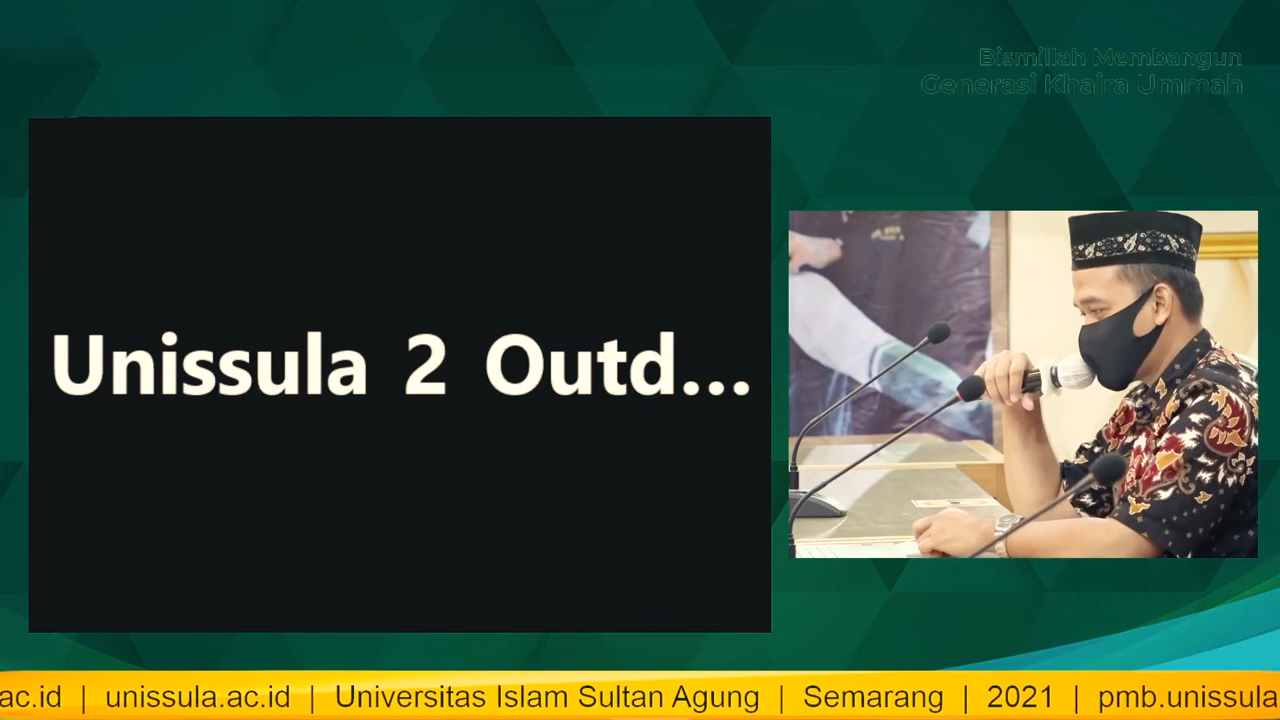 Bismillah Membangun
Generasi Khaira Ummah
Unissula 2 Outd...
ac.id | unissula.ac.id | Universitas Islam Sultan Agung | Semarang | 2021 | pmb.unissula